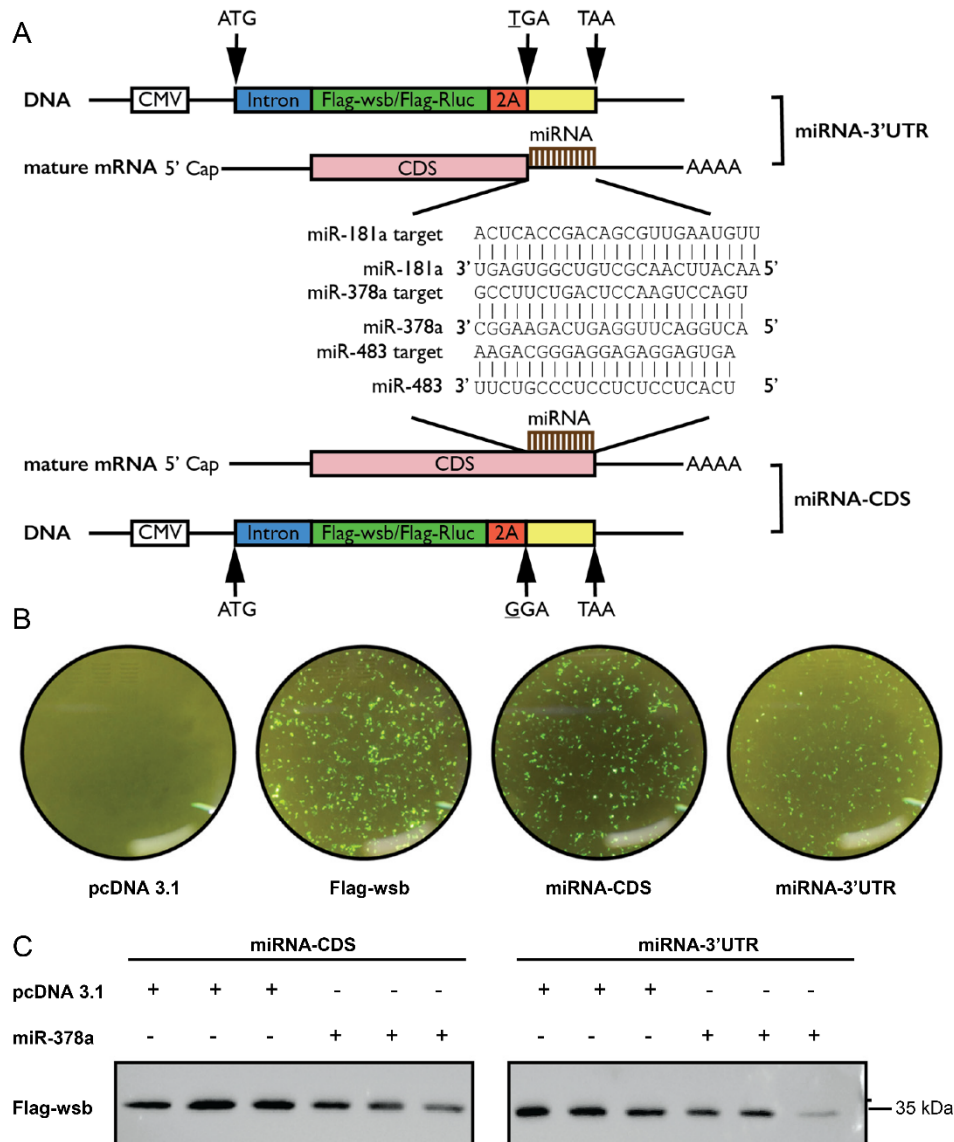 A
ATG TGA TAA
DNA CMV Intron Flag-wsb/Flag-Rluc 2A
miRNA-3'UTR
miRNA
mature mRNA 5' Cap CDS AAAA
miR-181a target ACUCACCGACAGCGUUGAAUGUU
miR-181a 3' UGAGUGGCUGUCGCAACUUACAA 5'
miR-378a target GCCUUCUGACUCCAAGUCCAGU
miR-378a 3' CGGAAGACUGAGGUUCAGGUCA 5'
miR-483 target AAGACGGGAGGAGAGGAGUGA
miR-483 3' UUCUGCCCUCCUCUCCUCACU 5'
miRNA
mature mRNA 5' Cap CDS AAAA
miRNA-CDS
DNA CMV Intron Flag-wsb/Flag-Rluc 2A
ATG GGA TAA
B
pcDNA 3.1 Flag-wsb miRNA-CDS miRNA-3'UTR
C
miRNA-CDS miRNA-3'UTR
pcDNA 3.1 + + + - - - + + + - - -
miR-378a - - - + + + - - - + + +
Flag-wsb 35 kDa